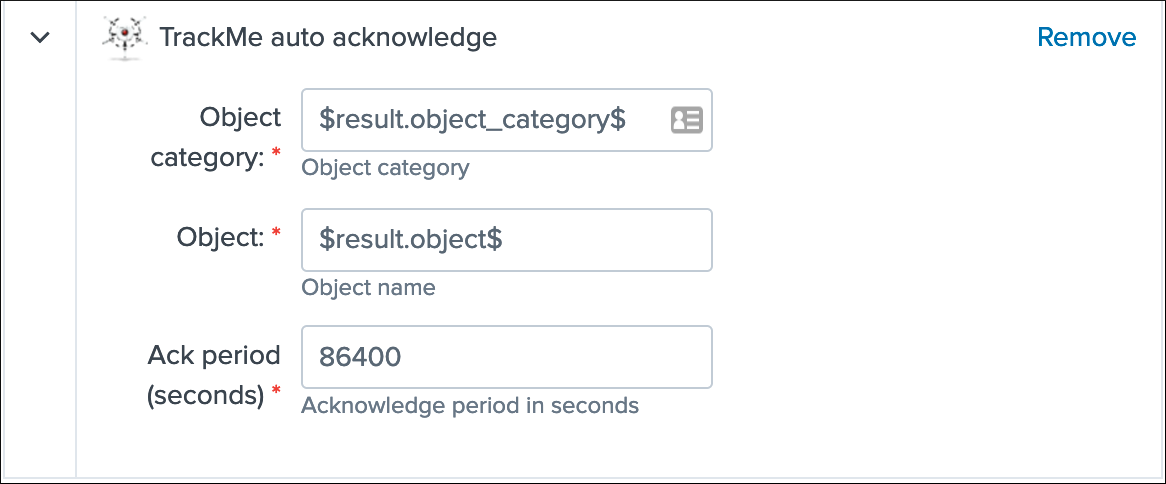 TrackMe auto acknowledge
Remove
Object
category: *
$result.object_category$
Object category
Object: *
$result.object$
Object name
Ack period
(seconds) *
86400
Acknowledge period in seconds